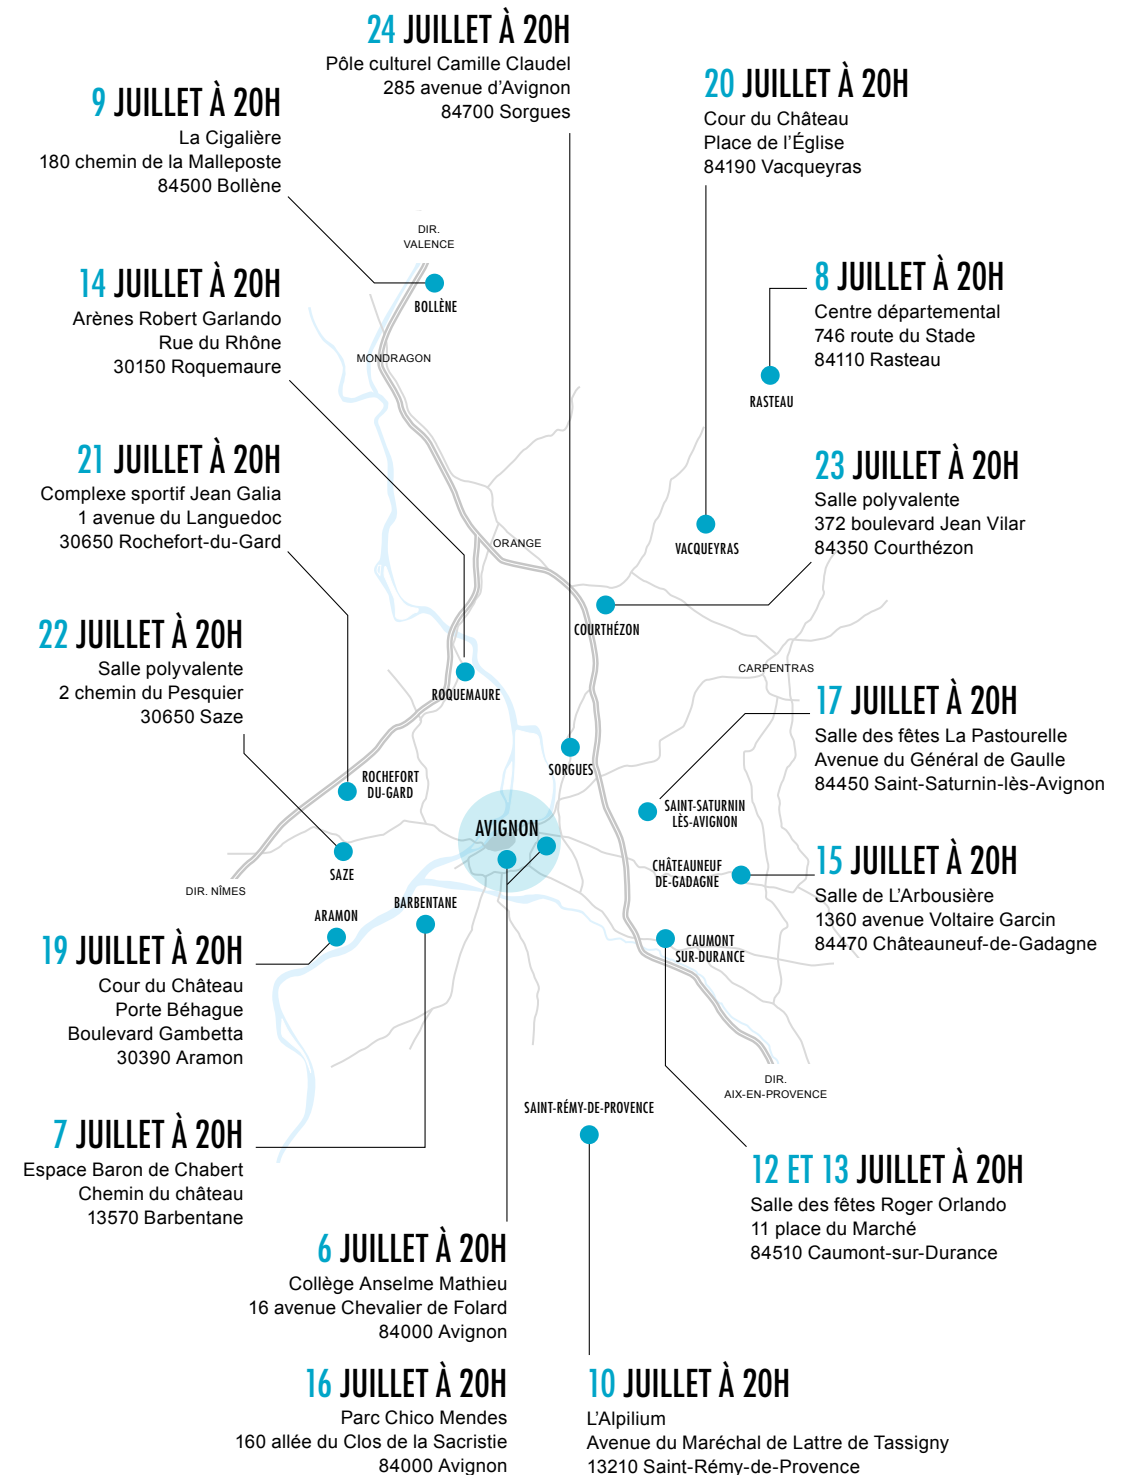 24 JUILLET À 20H
Pôle culturel Camille Claudel
285 avenue d'Avignon
84700 Sorgues
20 JUILLET À 20H
Cour du Château
Place de l'Église
84190 Vacqueyras
9 JUILLET À 20H
La Cigalière
180 chemin de la Malleposte
84500 Bollène
DIR.
VALENCE
BOLLÈNE
14 JUILLET À 20H
Arènes Robert Garlando
Rue du Rhône
30150 Roquemaure
8 JUILLET À 20H
Centre départemental
746 route du Stade
84110 Rasteau
MONDRAGON
RASTEAU
21 JUILLET À 20H
Complexe sportif Jean Galia
1 avenue du Languedoc
30650 Rochefort-du-Gard
23 JUILLET À 20H
Salle polyvalente
372 boulevard Jean Vilar
84350 Courthézon
ORANGE
VACQUEYRAS
COURTHÉZON
22 JUILLET À 20H
Salle polyvalente
2 chemin du Pesquier
30650 Saze
CARPENTRAS
ROQUEMAURE
17 JUILLET À 20H
Salle des fêtes La Pastourelle
Avenue du Général de Gaulle
84450 Saint-Saturnin-lès-Avignon
SORGUES
ROCHEFORT
DU-GARD
SAINT-SATURNIN
LÈS-AVIGNON
AVIGNON
CHÂTEAUNEUF
DE-GADAGNE
15 JUILLET À 20H
Salle de L'Arbousière
1360 avenue Voltaire Garcin
84470 Châteauneuf-de-Gadagne
SAZE
DIR. NÎMES
BARBENTANE
ARAMON
CAUMONT
SUR-DURANCE
19 JUILLET À 20H
Cour du Château
Porte Béhague
Boulevard Gambetta
30390 Aramon
DIR.
AIX-EN-PROVENCE
SAINT-RÉMY-DE-PROVENCE
7 JUILLET À 20H
Espace Baron de Chabert
Chemin du château
13570 Barbentane
12 ET 13 JUILLET À 20H
Salle des fêtes Roger Orlando
11 place du Marché
84510 Caumont-sur-Durance
6 JUILLET À 20H
Collège Anselme Mathieu
16 avenue Chevalier de Folard
84000 Avignon
16 JUILLET À 20H
Parc Chico Mendes
160 allée du Clos de la Sacristie
84000 Avignon
10 JUILLET À 20H
L'Alpilium
Avenue du Maréchal de Lattre de Tassigny
13210 Saint-Rémy-de-Provence